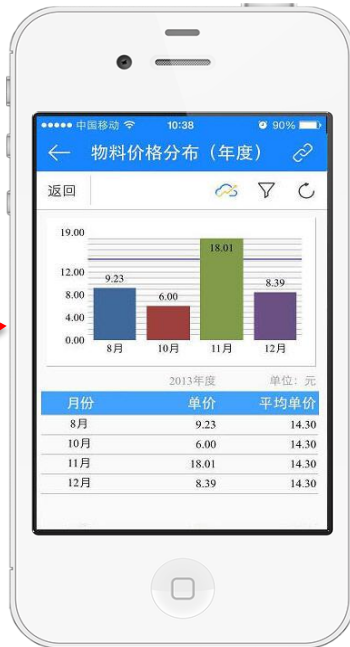 中国移动 10:38 90%
物料价格分布（年度）
返回
19.00
18.01
12.00
9.23
8.39
8.00
6.00
4.00
0.00
8月 10月 11月 12月
2013年度 单位：元
月份 单价 平均单价
8月 9.23 14.30
10月 6.00 14.30
11月 18.01 14.30
12月 8.39 14.30